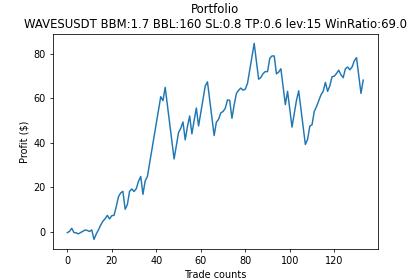 Portfolio
WAVESUSDT BBM:1.7 BBL:160 SL:0.8 TP:0.6 lev:15 WinRatio:69.0
Profit ($)
80
60
40
20
0
0 20 40 60 80 100 120
Trade counts